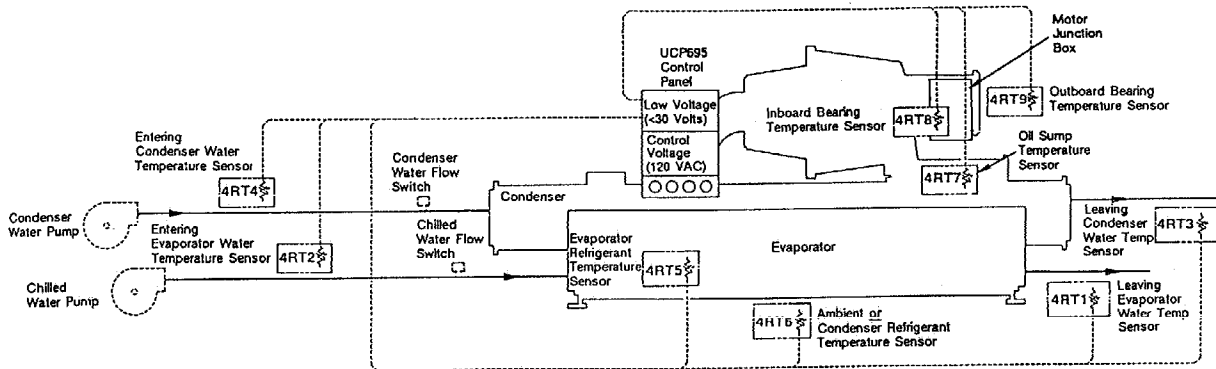 Motor
Junction
Box
UCP695
Control
Panel
Low Voltage
(<30 Volts)
Control
Voltage
(120 VAC)
Inboard Bearing
Temperature Sensor
4RT8
4RT9
Outboard Bearing
Temperature Sensor
Oil Sump
Temperature
Sensor
4RT7
Entering
Condenser Water
Temperature Sensor
4RT4
Condenser
Water Flow
Switch
Condenser
Condenser
Water Pump
Entering
Evaporator Water
Temperature Sensor
4RT2
Chilled
Water Flow
Switch
Evaporator
Refrigerant
Temperature
Sensor
4RT5
Evaporator
Leaving
Condenser
Water Temp
Sensor
4RT3
Chilled
Water Pump
4RT6
Ambient or
Condenser Refrigerant
Temperature Sensor
4RT1
Leaving
Evaporator
Water Temp
Sensor